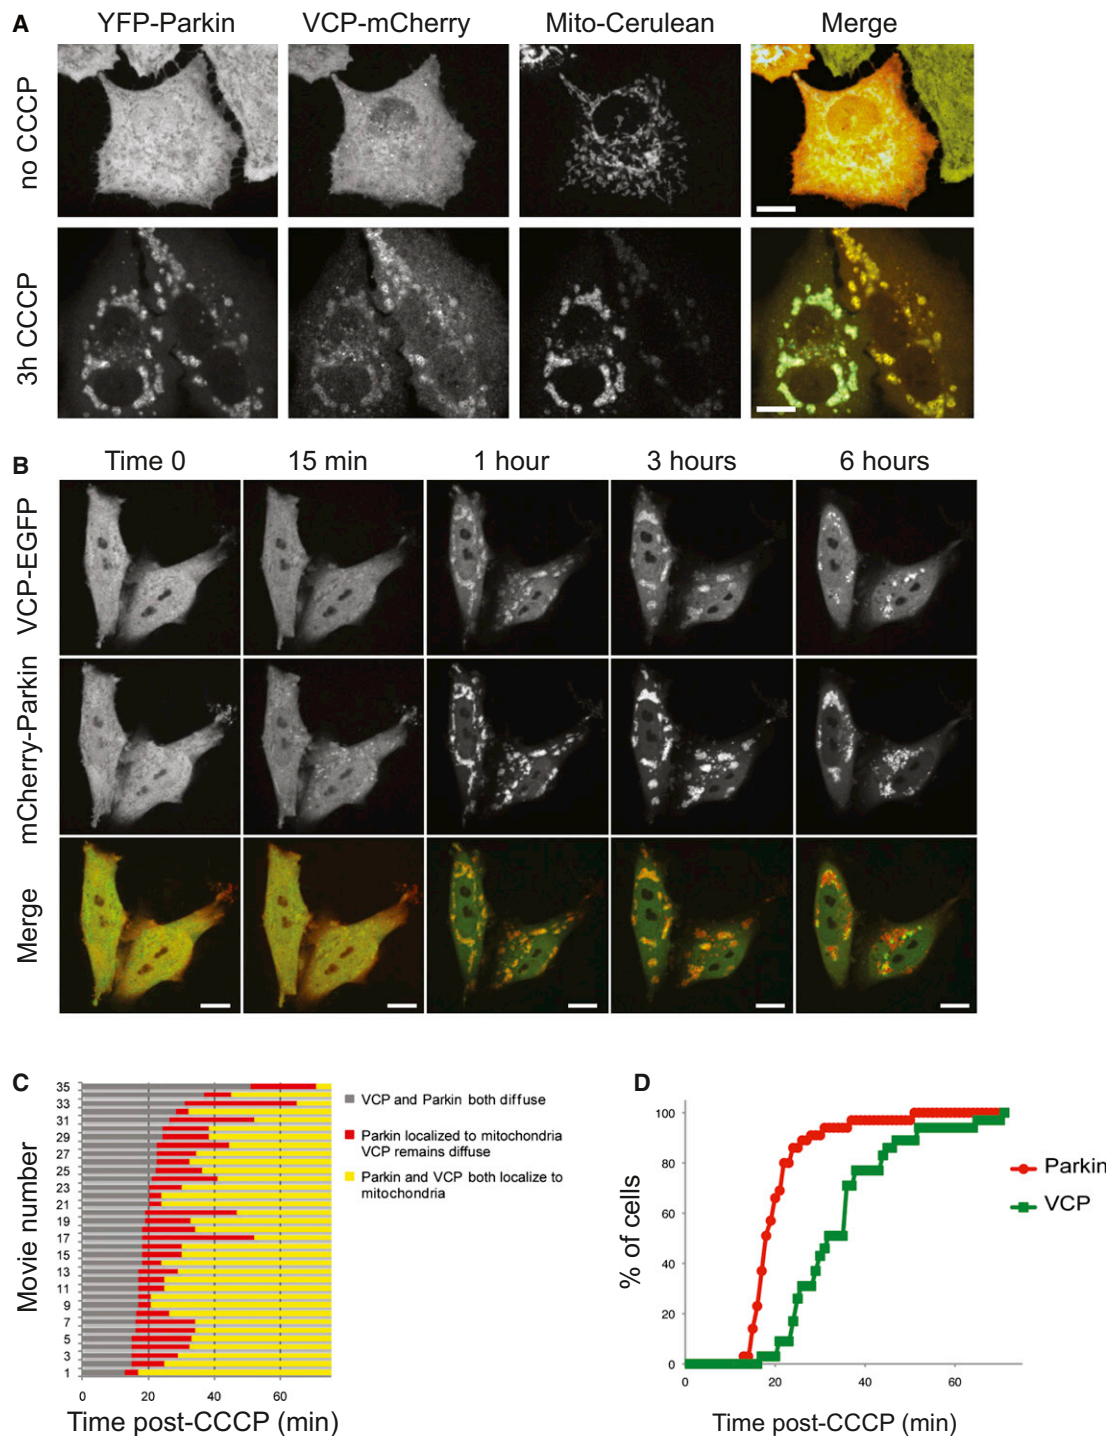 A
YFP-Parkin VCP-mCherry Mito-Cerulean Merge
no CCCP
3h CCCP
B
Time 0 15 min 1 hour 3 hours 6 hours
VCP-EGFP
mCherry-Parkin
Merge
C
Movie number
35
33
31
29
27
25
23
21
19
17
15
13
11
9
7
5
3
1
0 20 40 60
Time post-CCCP (min)
VCP and Parkin both diffuse
Parkin localized to mitochondria
VCP remains diffuse
Parkin and VCP both localize to
mitochondria
D
% of cells
100
80
60
40
20
0
0 20 40 60
Time post-CCCP (min)
Parkin
VCP